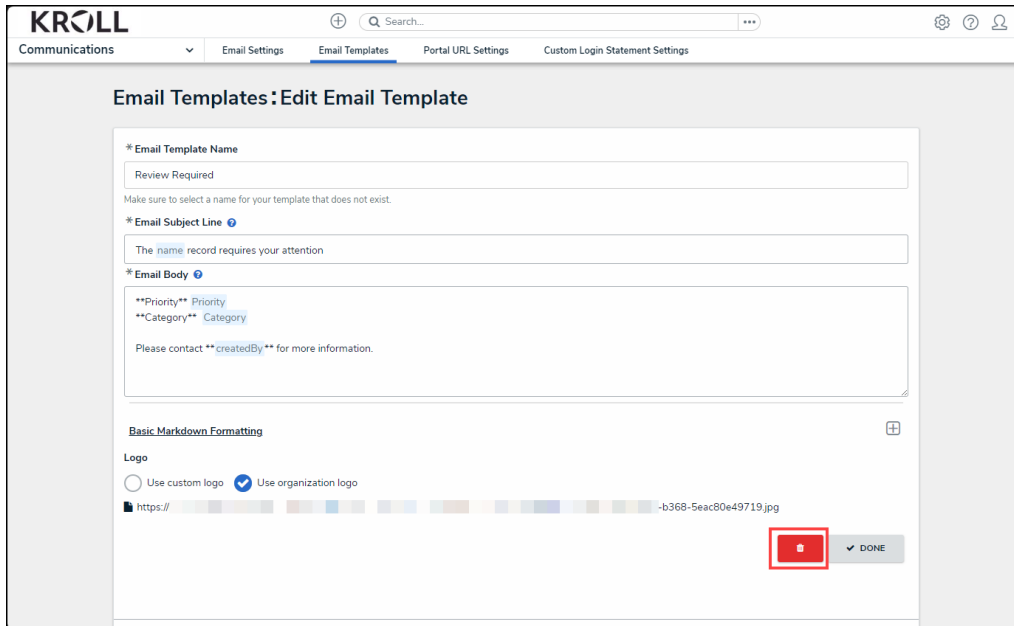 KROLL
Search...
Communications
Email Settings
Email Templates
Portal URL Settings
Custom Login Statement Settings
Email Templates:Edit Email Template
*Email Template Name
Review Required
Make sure to select a name for your template that does not exist.
*Email Subject Line
The name record requires your attention
*Email Body
**Priority** Priority
**Category** Category
Please contact **createdBy** for more information.
Basic Markdown Formatting
Logo
Use custom logo Use organization logo
https:// -b368-5eac80e49719.jpg
DONE